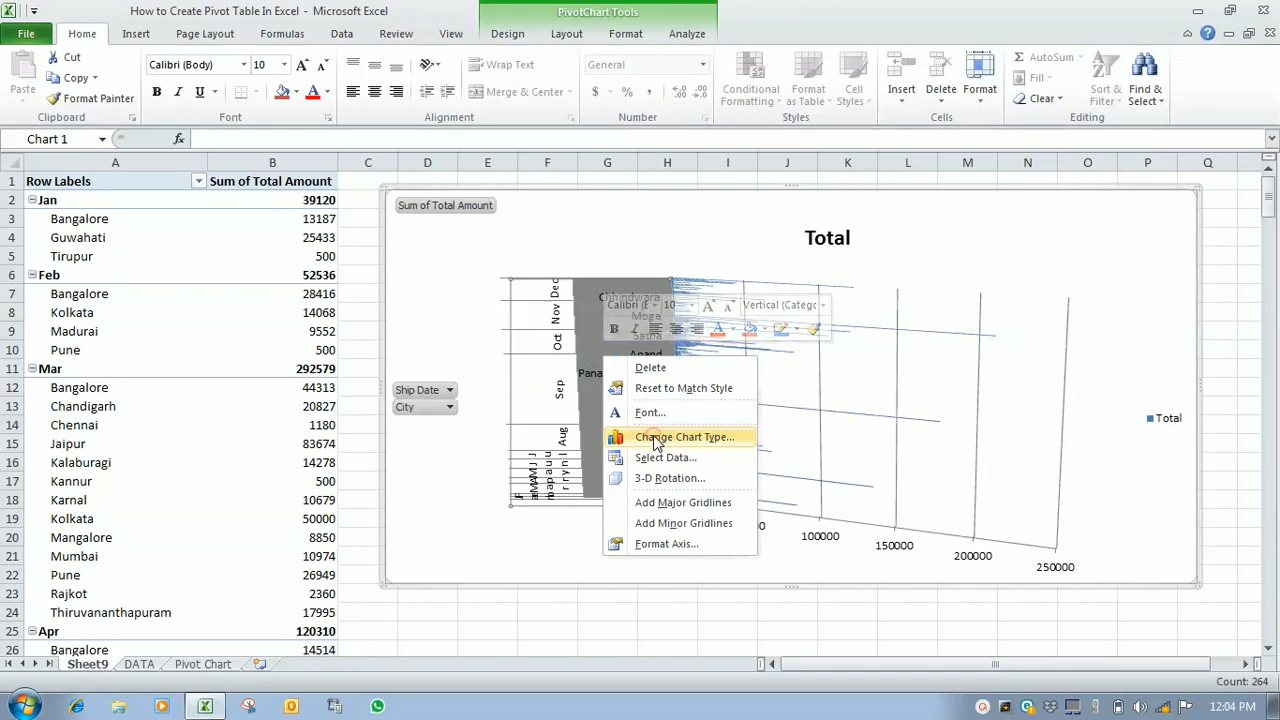 How to Create Pivot Table In Excel - Microsoft Excel
PivotChart Tools
File Home Insert Page Layout Formulas Data Review View Design Layout Format Analyze
Paste
Cut
Copy
Format Painter
Clipboard
Calibri (Body) 10
B I U
Font
Wrap Text
Merge & Center
Alignment
General
$ % ,
Number
Conditional Formatting
Format as Table
Cell Styles
Styles
Insert Delete Format
Cells
AutoSum
Fill
Clear
Sort & Filter
Find & Select
Editing
Chart 1
fx
A B C D E F G H I J K L M N O P Q
1 Row Labels Sum of Total Amount
2 Jan 39120
3 Bangalore 13187
4 Guwahati 25433
5 Tirupur 500
6 Feb 52536
7 Bangalore 28416
8 Kolkata 14068
9 Madurai 9552
10 Pune 500
11 Mar 292579
12 Bangalore 44313
13 Chandigarh 20827
14 Chennai 1180
15 Jaipur 83674
16 Kalaburagi 14278
17 Kannur 500
18 Karnal 10679
19 Kolkata 50000
20 Mangalore 8850
21 Mumbai 10974
22 Pune 26949
23 Rajkot 2360
24 Thiruvananthapuram 17995
25 Apr 120310
26 Bangalore 14514
Sum of Total Amount
Total
Dec
Nov
Oct
Sep
Aug
Chhindwara
Moga
Satna
Anand
Pana
Ship Date
City
Total
100000
150000
200000
250000
10
Vertical (Categc
B I
Delete
Reset to Match Style
Font...
Change Chart Type...
Select Data...
3-D Rotation...
Add Major Gridlines
Add Minor Gridlines
Format Axis...
Sheet9 DATA Pivot Chart
Count: 264
12:04 PM